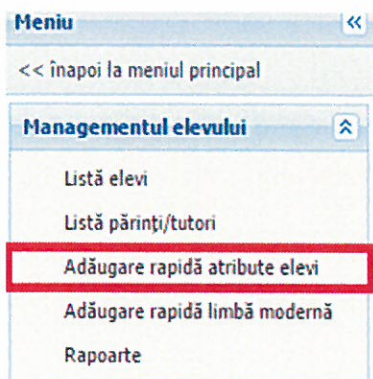 Meniu «
<< înapoi la meniul principal
Managementul elevului
Listă elevi
Listă părinţi/tutori
Adăugare rapidă atribute elevi
Adăugare rapidă limbă modernă
Rapoarte